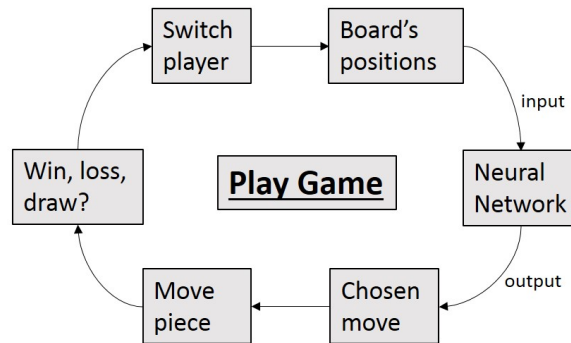 Switch
player
Board’s
positions
input
Neural
Network
output
Chosen
move
Move
piece
Win, loss,
draw?
Play Game